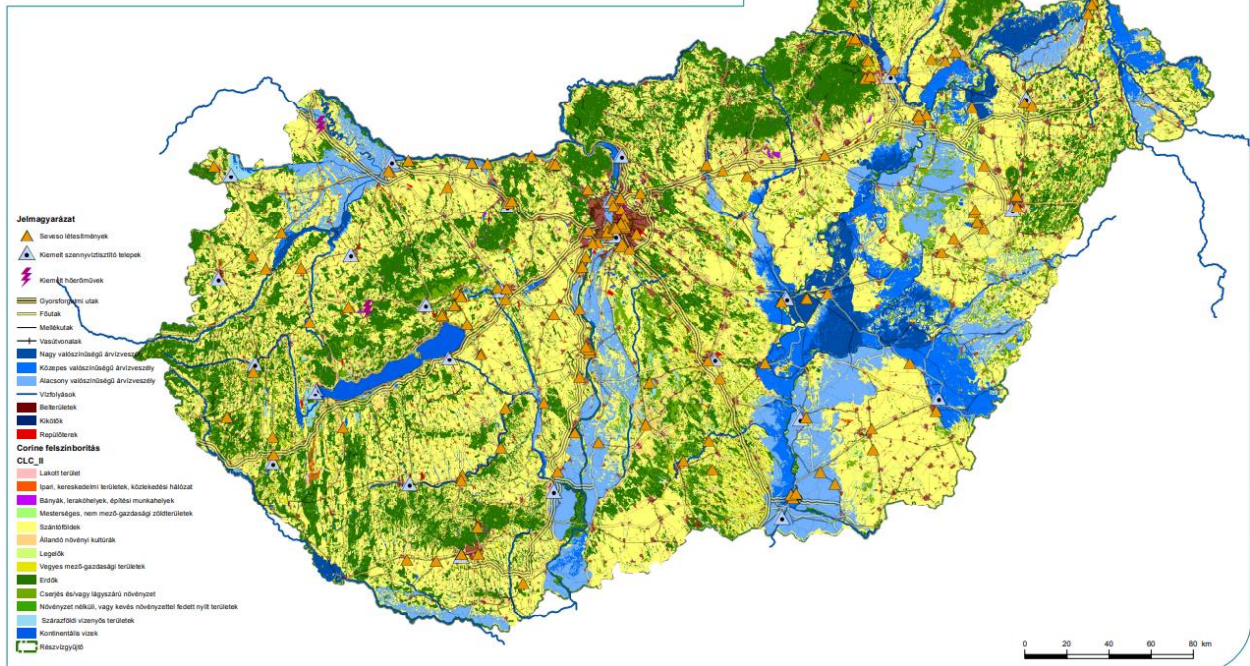 Jelmagyarázat
Seveso létesítmények
Kiemelt szennyvíztisztító telepek
Kiemelt hőerőművek
Gyorsforgalmi utak
Főutak
Mellékutak
Vasútvonalak
Nagy valószínűségű árvízveszély
Közepes valószínűségű árvízveszély
Alacsony valószínűségű árvízveszély
Vízfolyások
Belterületek
Kikötők
Repülőterek
Corine felszínborítás
CLC_II
Lakott terület
Ipari, kereskedelmi területek, közlekedési hálózat
Bányák, lerakóhelyek, építési munkahelyek
Mesterséges, nem mező-gazdasági zöldterületek
Szántóföldek
Állandó növényi kultúrák
Legelők
Vegyes mező-gazdasági területek
Erdők
Cserjés és/vagy lágyszárú növényzet
Növényzet nélküli, vagy kevés növényzettel fedett nyílt területek
Szárazföldi vizenyős területek
Kontinentális vizek
Részvízgyűjtő
0 20 40 60 80 km